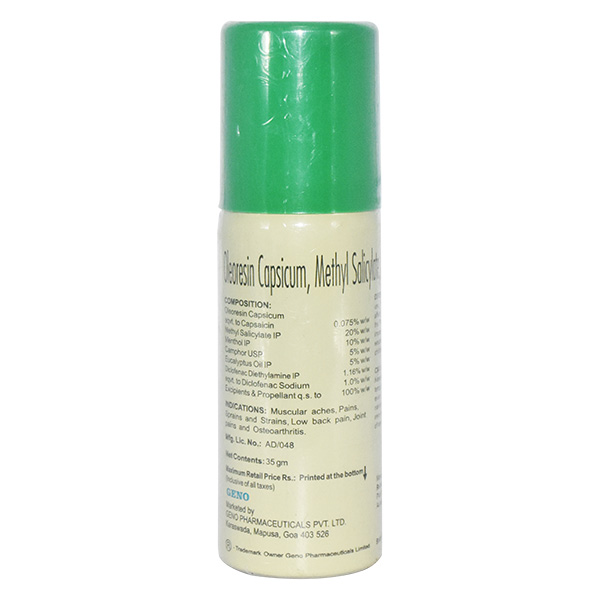 Oleoresin Capsicum, Methyl Salicylate,
COMPOSITION:
Oleoresin Capsicum
eqvt. to Capsaicin 0.075% w/w
Methyl Salicylate IP 20% w/w
Menthol IP 10% w/w
Camphor USP 5% w/w
Eucalyptus Oil IP 5% w/w
Diclofenac Diethylamine IP 1.16% w/w
eqvt. to Diclofenac Sodium 1.0% w/w
Excipients & Propellant q.s. to 100% w/w
INDICATIONS: Muscular aches, Pains,
Sprains and Strains, Low back pain, Joint
pains and Osteoarthritis.
Mfg. Lic. No.: AD/048
Net Contents: 35 gm
Maximum Retail Price Rs.: Printed at the bottom
(Inclusive of all taxes)
GENO
Marketed by
GENO PHARMACEUTICALS PVT. LTD.
Karaswada, Mapusa, Goa 403 526
® - Trademark Owner Geno Pharmaceuticals Limited